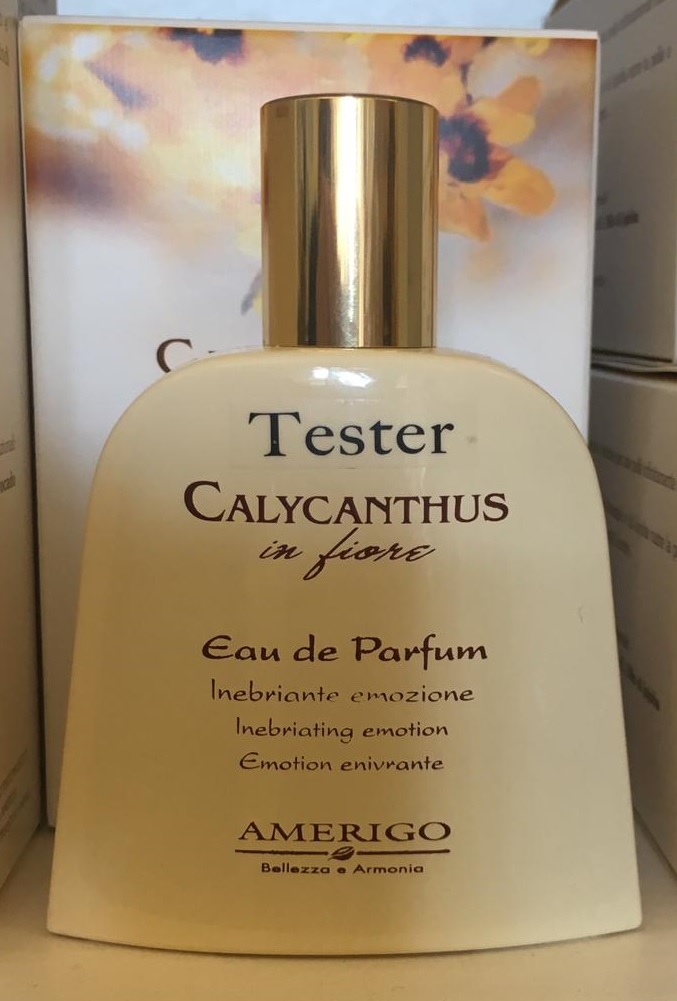 Tester
CALYCANTHUS
in fiore
Eau de Parfum
Inebriante emozione
Inebriating emotion
Emotion enivrante
AMERIGO
Bellezza e Armonia